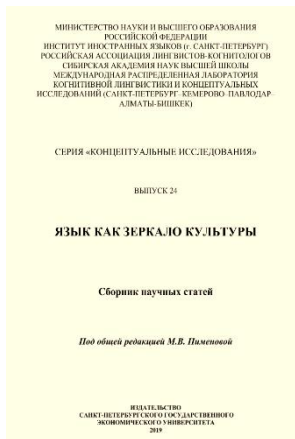 МИНИСТЕРСТВО НАУКИ И ВЫСШЕГО ОБРАЗОВАНИЯ
РОССИЙСКОЙ ФЕДЕРАЦИИ
ИНСТИТУТ ИНОСТРАННЫХ ЯЗЫКОВ (г. САНКТ-ПЕТЕРБУРГ)
РОССИЙСКАЯ АССОЦИАЦИЯ ЛИНГВИСТОВ-КОГНИТОЛОГОВ
СИБИРСКАЯ АКАДЕМИЯ НАУК ВЫСШЕЙ ШКОЛЫ
МЕЖДУНАРОДНАЯ РАСПРЕДЕЛЕННАЯ ЛАБОРАТОРИЯ
КОГНИТИВНОЙ ЛИНГВИСТИКИ И КОНЦЕПТУАЛЬНЫХ
ИССЛЕДОВАНИЙ (САНКТ-ПЕТЕРБУРГ-КЕМЕРОВО-ПАВЛОДАР-
АЛМАТЫ-БИШКЕК)
СЕРИЯ «КОНЦЕПТУАЛЬНЫЕ ИССЛЕДОВАНИЯ»
ВЫПУСК 24
ЯЗЫК КАК ЗЕРКАЛО КУЛЬТУРЫ
Сборник научных статей
Под общей редакцией М.В. Пименовой
ИЗДАТЕЛЬСТВО
САНКТ-ПЕТЕРБУРГСКОГО ГОСУДАРСТВЕННОГО
ЭКОНОМИЧЕСКОГО УНИВЕРСИТЕТА
2019